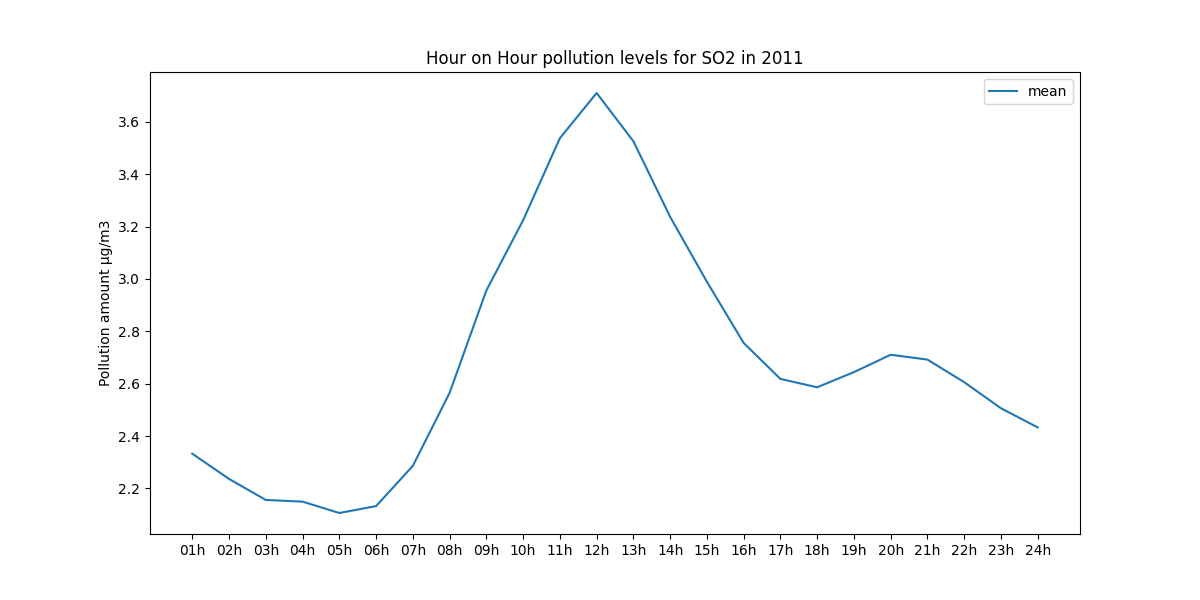 Hour on Hour pollution levels for SO2 in 2011
mean
Pollution amount µg/m3
3.6
3.4
3.2
3.0
2.8
2.6
2.4
2.2
01h 02h 03h 04h 05h 06h 07h 08h 09h 10h 11h 12h 13h 14h 15h 16h 17h 18h 19h 20h 21h 22h 23h 24h